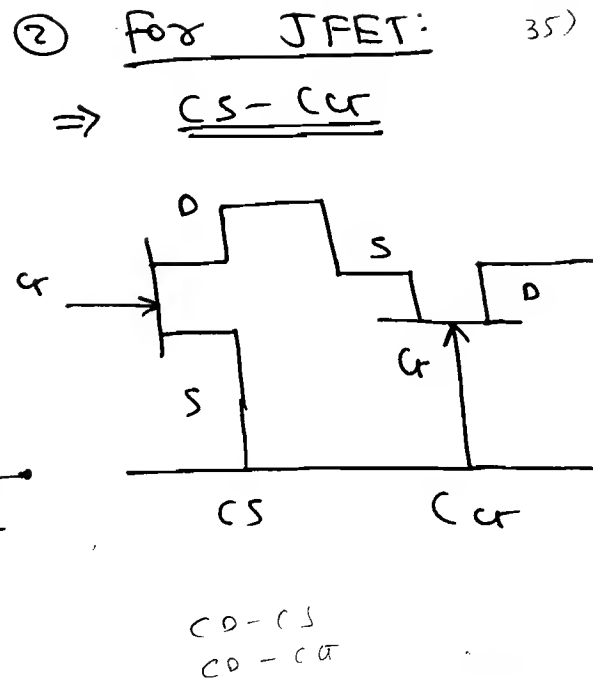 ② For JFET: 35)
⇒ CS - CG
D
S
G
D
G
S
CS CG
CD - CS
CD - CG